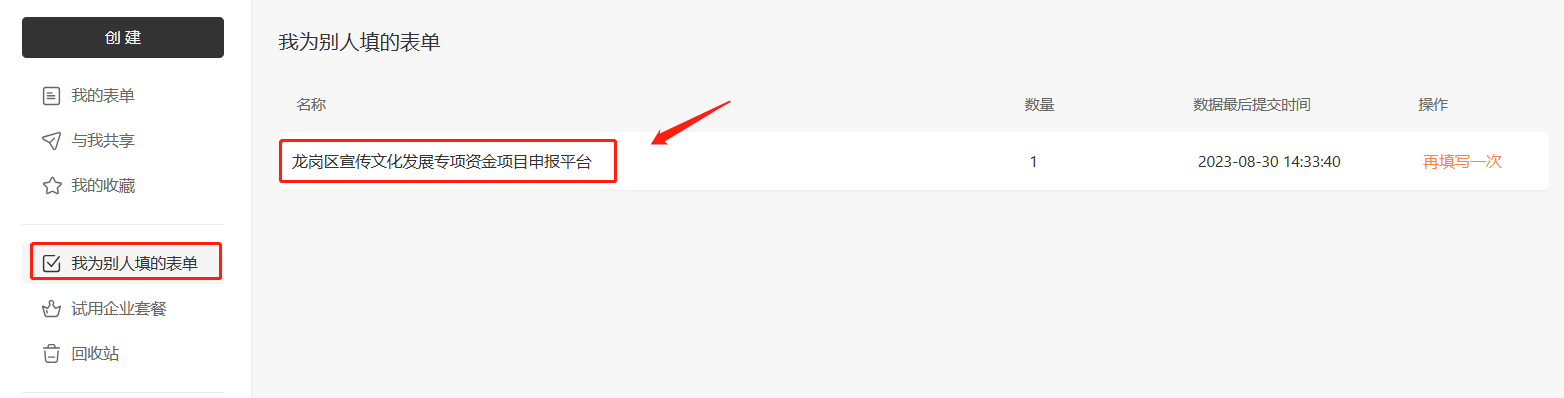 创 建
我的表单
与我共享
我的收藏
我为别人填的表单
试用企业套餐
回收站
我为别人填的表单
名称 数量 数据最后提交时间 操作
龙岗区宣传文化发展专项资金项目申报平台 1 2023-08-30 14:33:40 再填写一次